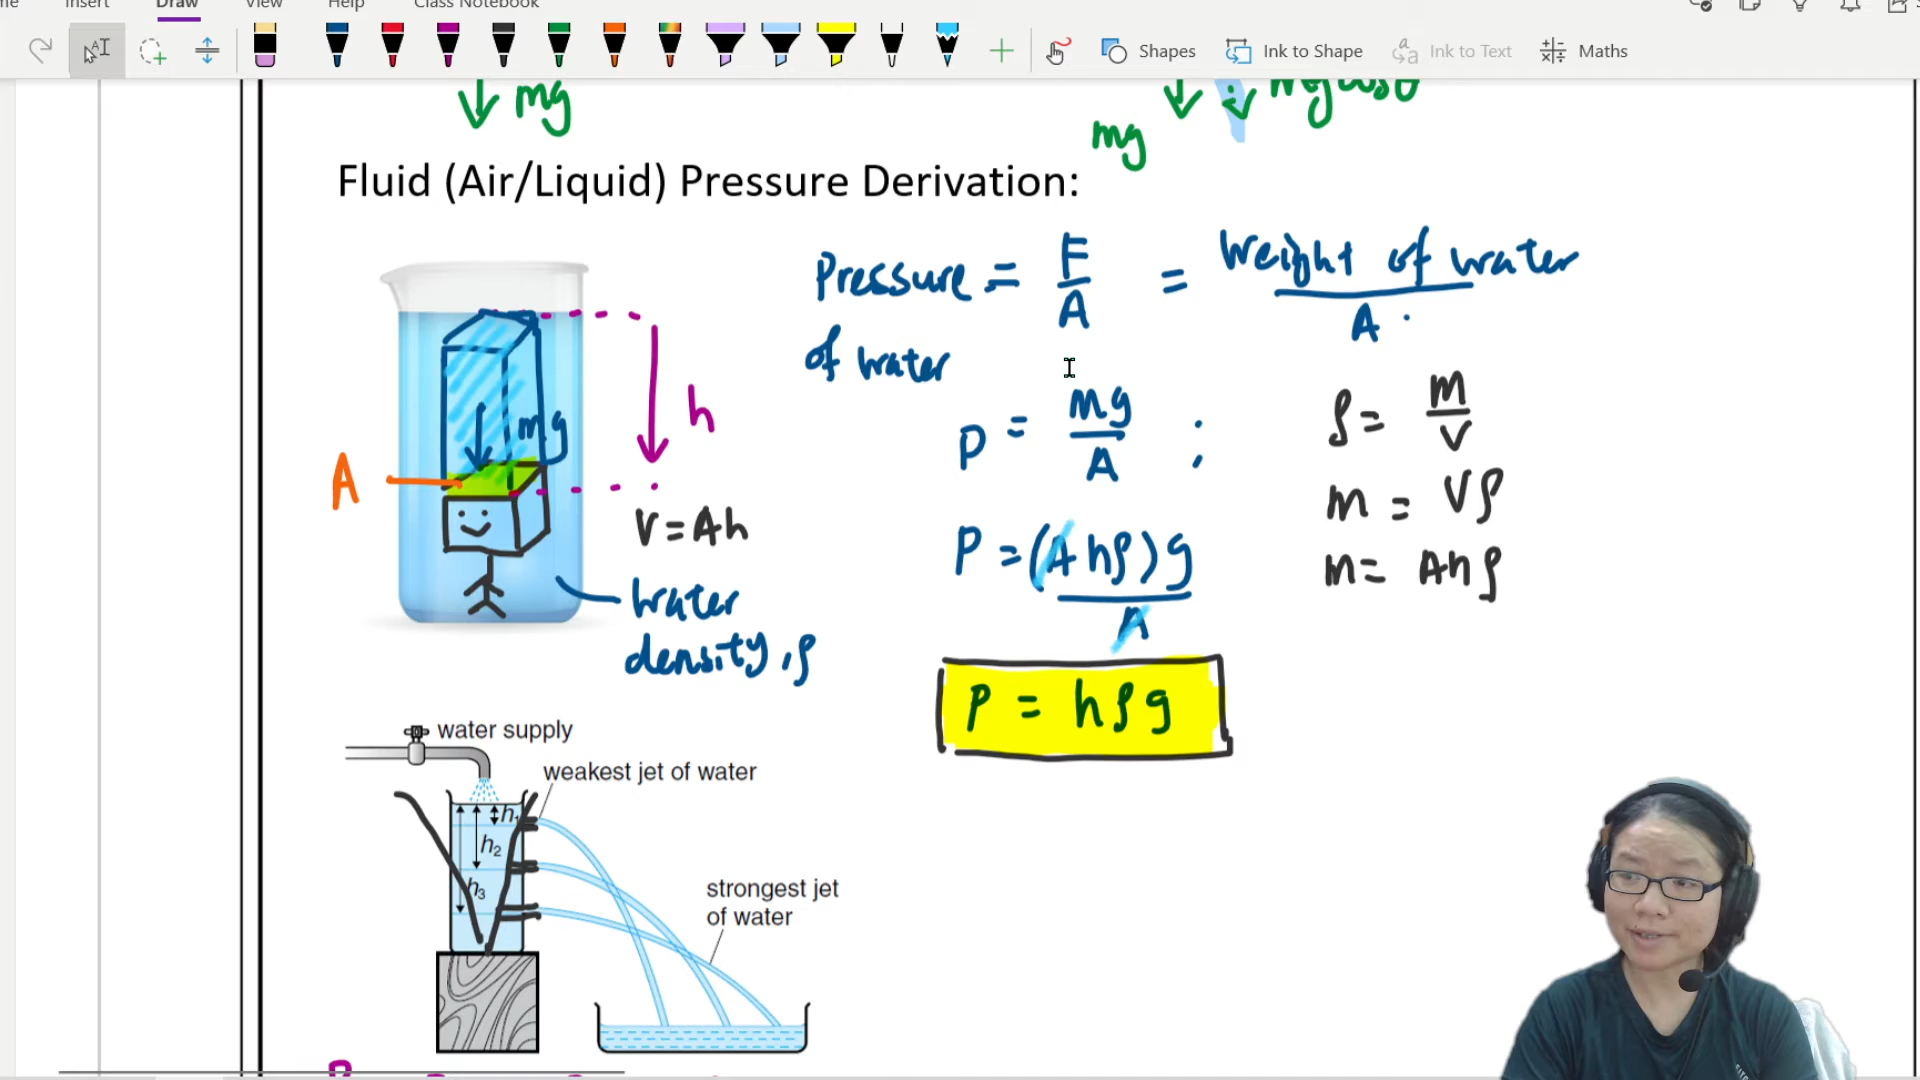 Insert Draw View Help Class Notebook
Shapes Ink to Shape Ink to Text Maths
mg
mg
mg cos θ
Fluid (Air/Liquid) Pressure Derivation:
Pressure = F/A = Weight of water/A
of water
h
mg
A
P = mg/A ;
ρ = m/V
m = Vρ
m = Ahρ
V = Ah
P = (Ahρ)g/A
water
density, ρ
P = hρg
water supply
weakest jet of water
h₁
h₂
h₃
strongest jet
of water